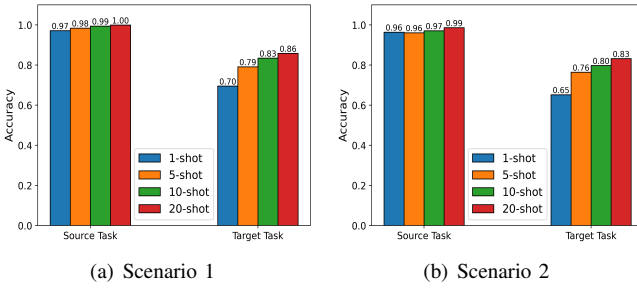 1.0
0.8
0.6
0.4
0.2
0.0
Accuracy
0.97 0.98 0.99 1.00
0.70 0.79 0.83 0.86
1-shot
5-shot
10-shot
20-shot
Source Task Target Task
(a) Scenario 1
1.0
0.8
0.6
0.4
0.2
0.0
Accuracy
0.96 0.96 0.97 0.99
0.65 0.76 0.80 0.83
1-shot
5-shot
10-shot
20-shot
Source Task Target Task
(b) Scenario 2